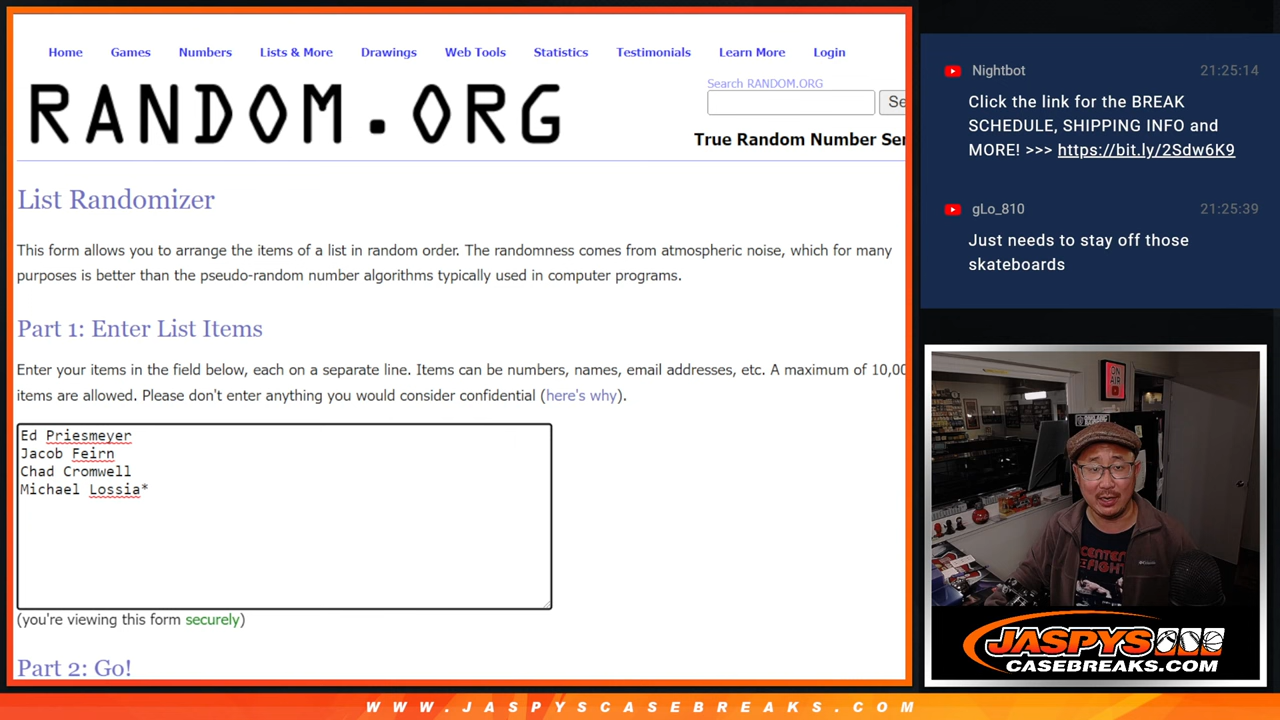 Home Games Numbers Lists & More Drawings Web Tools Statistics Testimonials Learn More Login
Search RANDOM.ORG
RANDOM.ORG
Se
True Random Number Ser
List Randomizer
This form allows you to arrange the items of a list in random order. The randomness comes from atmospheric noise, which for many
purposes is better than the pseudo-random number algorithms typically used in computer programs.
Part 1: Enter List Items
Enter your items in the field below, each on a separate line. Items can be numbers, names, email addresses, etc. A maximum of 10,00
items are allowed. Please don't enter anything you would consider confidential (here's why).
Ed Priesmeyer
Jacob Feirn
Chad Cromwell
Michael Lossia*
(you're viewing this form securely)
Part 2: Go!
Nightbot 21:25:14
Click the link for the BREAK
SCHEDULE, SHIPPING INFO and
MORE! >>> https://bit.ly/2Sdw6K9
gLo_810 21:25:39
Just needs to stay off those
skateboards
ON
AIR
JASPYS
CASEBREAKS.COM
WWW.JASPYSCASEBREAKS.COM